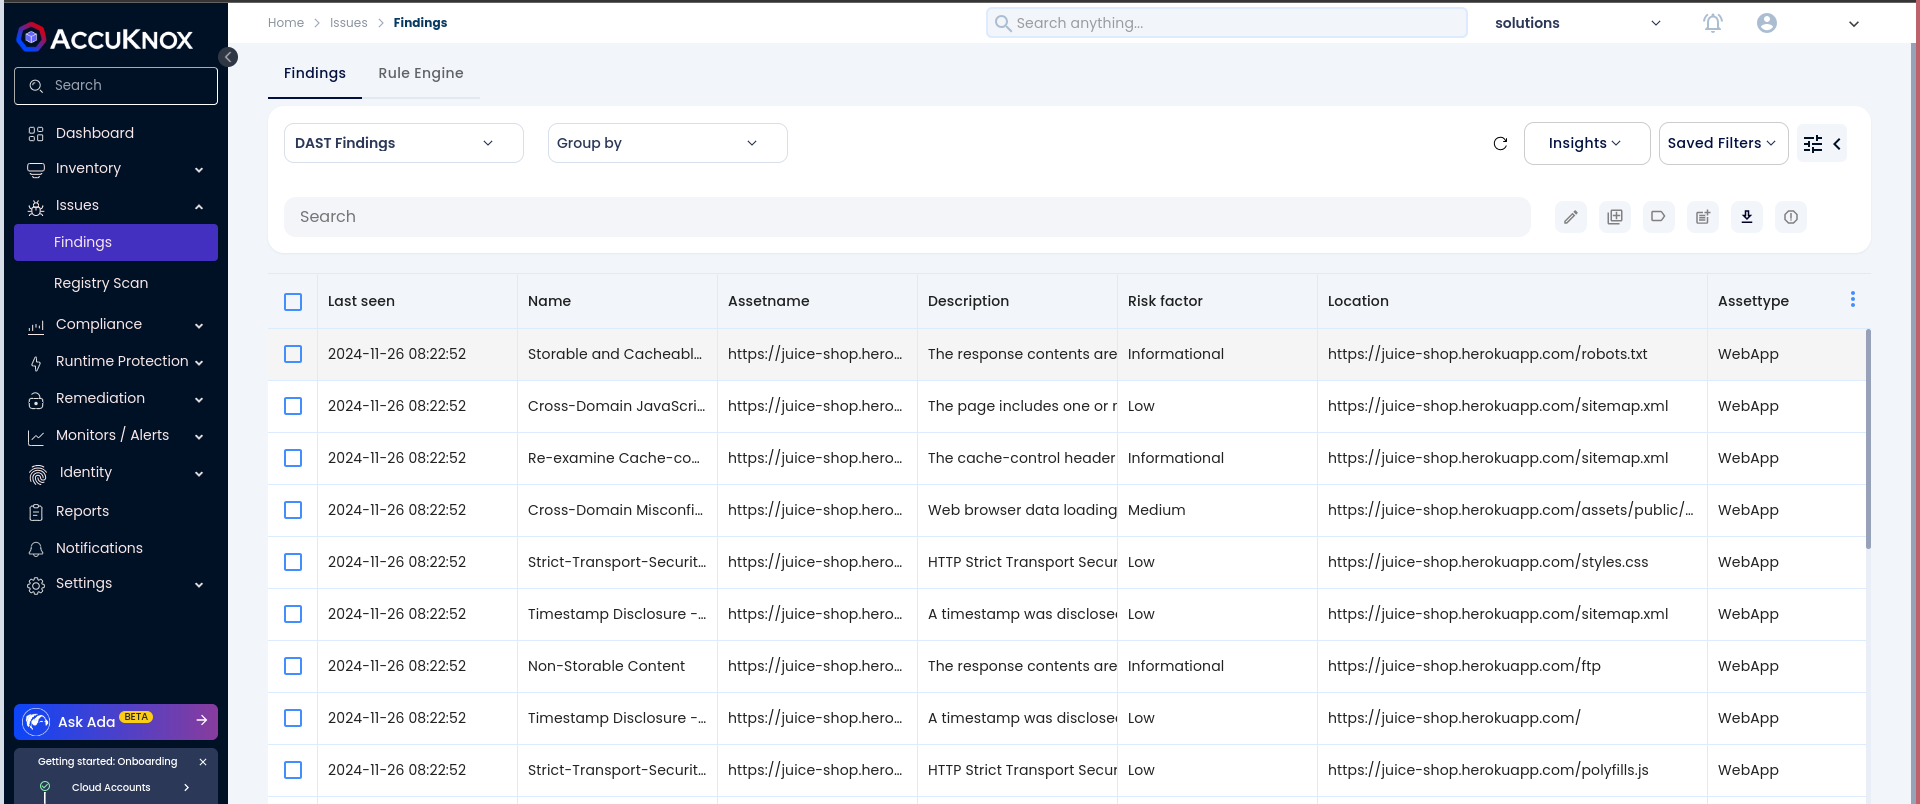 Home > Issues > Findings
Search anything...
solutions
ACCUKNOX
Search
Dashboard
Inventory
Issues
Findings
Registry Scan
Compliance
Runtime Protection
Remediation
Monitors / Alerts
Identity
Reports
Notifications
Settings
Ask Ada BETA
Getting started: Onboarding
Cloud Accounts
Findings Rule Engine
DAST Findings Group by Insights Saved Filters
Search
Last seen Name Assetname Description Risk factor Location Assettype
2024-11-26 08:22:52 Storable and Cacheabl... https://juice-shop.hero... The response contents are Informational https://juice-shop.herokuapp.com/robots.txt WebApp
2024-11-26 08:22:52 Cross-Domain JavaScri... https://juice-shop.hero... The page includes one or Low https://juice-shop.herokuapp.com/sitemap.xml WebApp
2024-11-26 08:22:52 Re-examine Cache-co... https://juice-shop.hero... The cache-control header Informational https://juice-shop.herokuapp.com/sitemap.xml WebApp
2024-11-26 08:22:52 Cross-Domain Misconfi... https://juice-shop.hero... Web browser data loading Medium https://juice-shop.herokuapp.com/assets/public/... WebApp
2024-11-26 08:22:52 Strict-Transport-Securit... https://juice-shop.hero... HTTP Strict Transport Secur Low https://juice-shop.herokuapp.com/styles.css WebApp
2024-11-26 08:22:52 Timestamp Disclosure -... https://juice-shop.hero... A timestamp was disclosed Low https://juice-shop.herokuapp.com/sitemap.xml WebApp
2024-11-26 08:22:52 Non-Storable Content https://juice-shop.hero... The response contents are Informational https://juice-shop.herokuapp.com/ftp WebApp
2024-11-26 08:22:52 Timestamp Disclosure -... https://juice-shop.hero... A timestamp was disclosed Low https://juice-shop.herokuapp.com/ WebApp
2024-11-26 08:22:52 Strict-Transport-Securit... https://juice-shop.hero... HTTP Strict Transport Secur Low https://juice-shop.herokuapp.com/polyfills.js WebApp